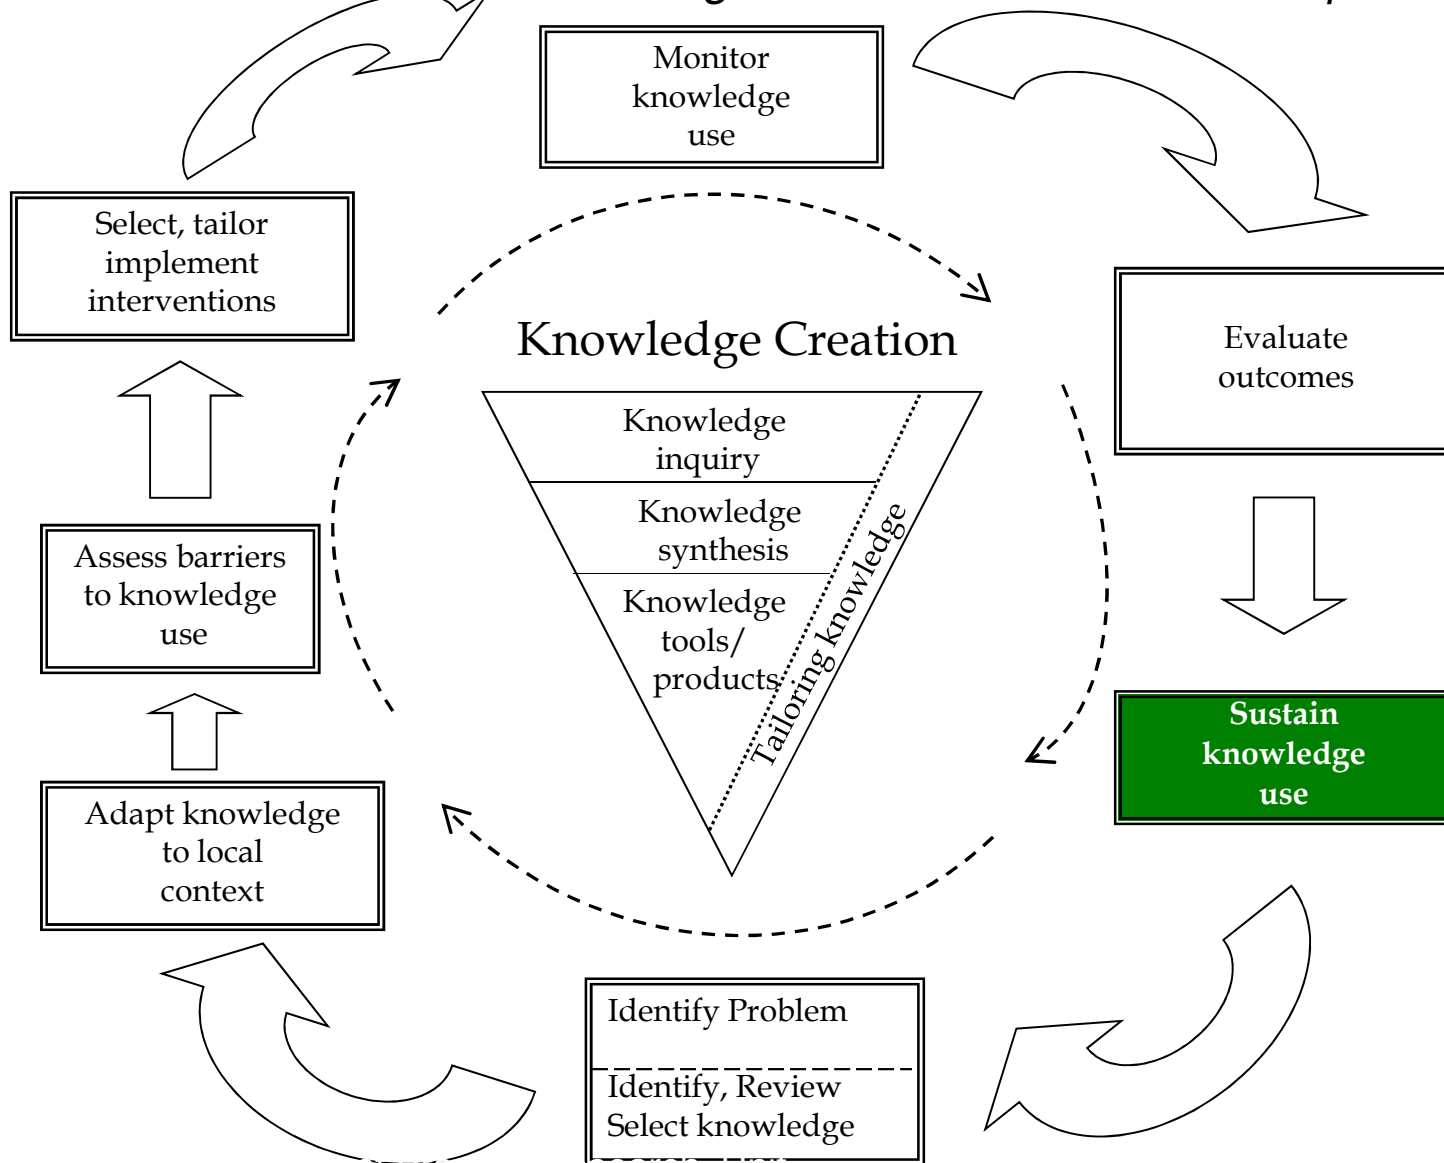 Monitor
knowledge
use
Select, tailor
implement
interventions
Knowledge Creation
Evaluate
outcomes
Knowledge
inquiry
Knowledge
synthesis
Knowledge
tools/
products
Tailoring knowledge
Assess barriers
to knowledge
use
Sustain
knowledge
use
Adapt knowledge
to local
context
Identify Problem
Identify, Review
Select knowledge